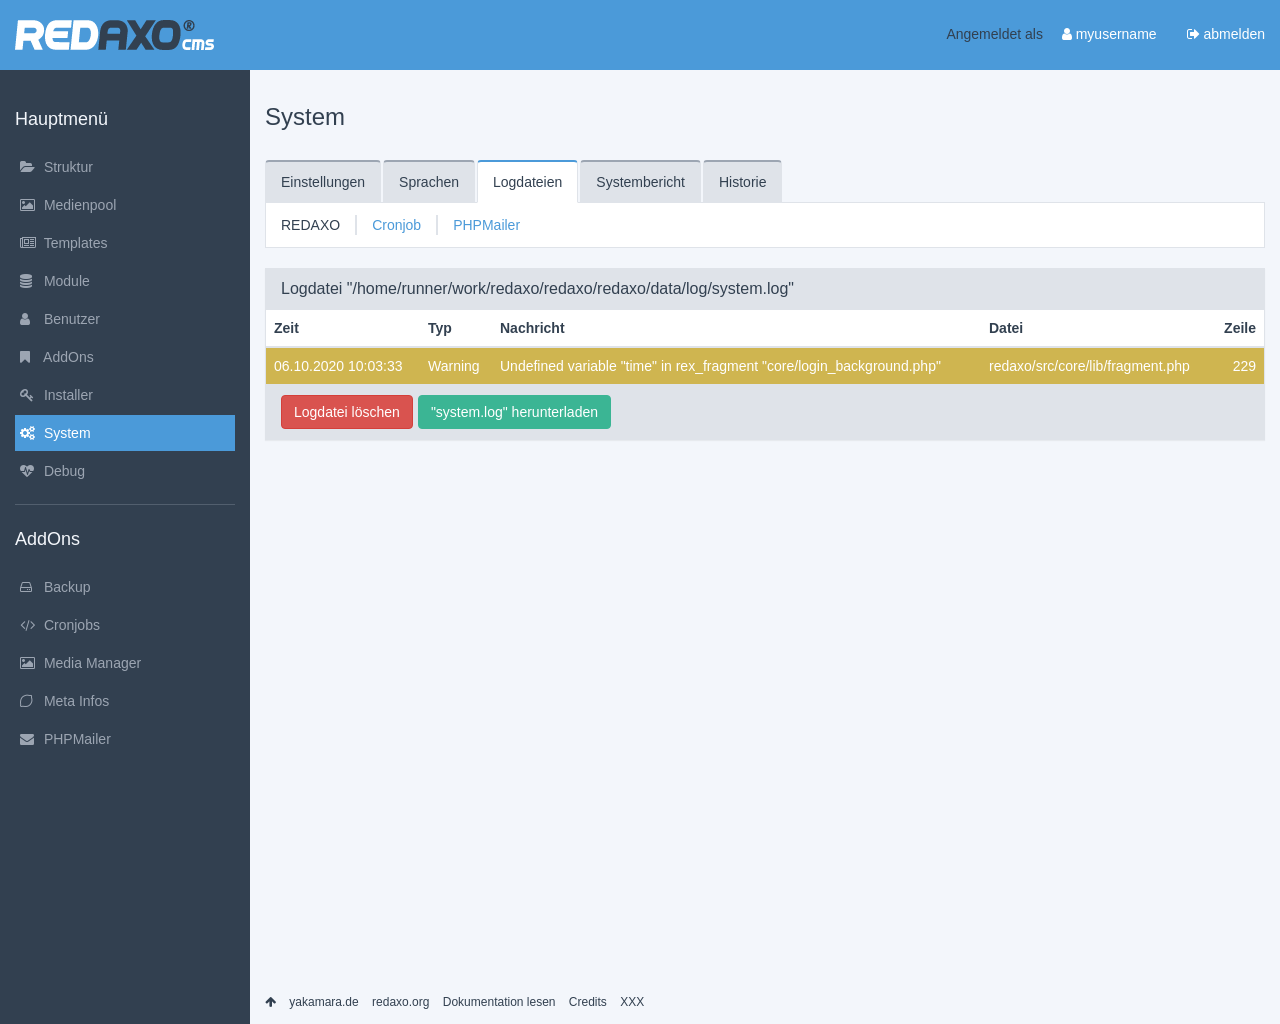 REDAXO® cms
Angemeldet als myusername abmelden
Hauptmenü
Struktur
Medienpool
Templates
Module
Benutzer
AddOns
Installer
System
Debug
AddOns
Backup
Cronjobs
Media Manager
Meta Infos
PHPMailer
System
Einstellungen Sprachen Logdateien Systembericht Historie
REDAXO Cronjob PHPMailer
Logdatei "/home/runner/work/redaxo/redaxo/redaxo/data/log/system.log"
Zeit Typ Nachricht Datei Zeile
06.10.2020 10:03:33 Warning Undefined variable "time" in rex_fragment "core/login_background.php" redaxo/src/core/lib/fragment.php 229
Logdatei löschen "system.log" herunterladen
yakamara.de redaxo.org Dokumentation lesen Credits XXX